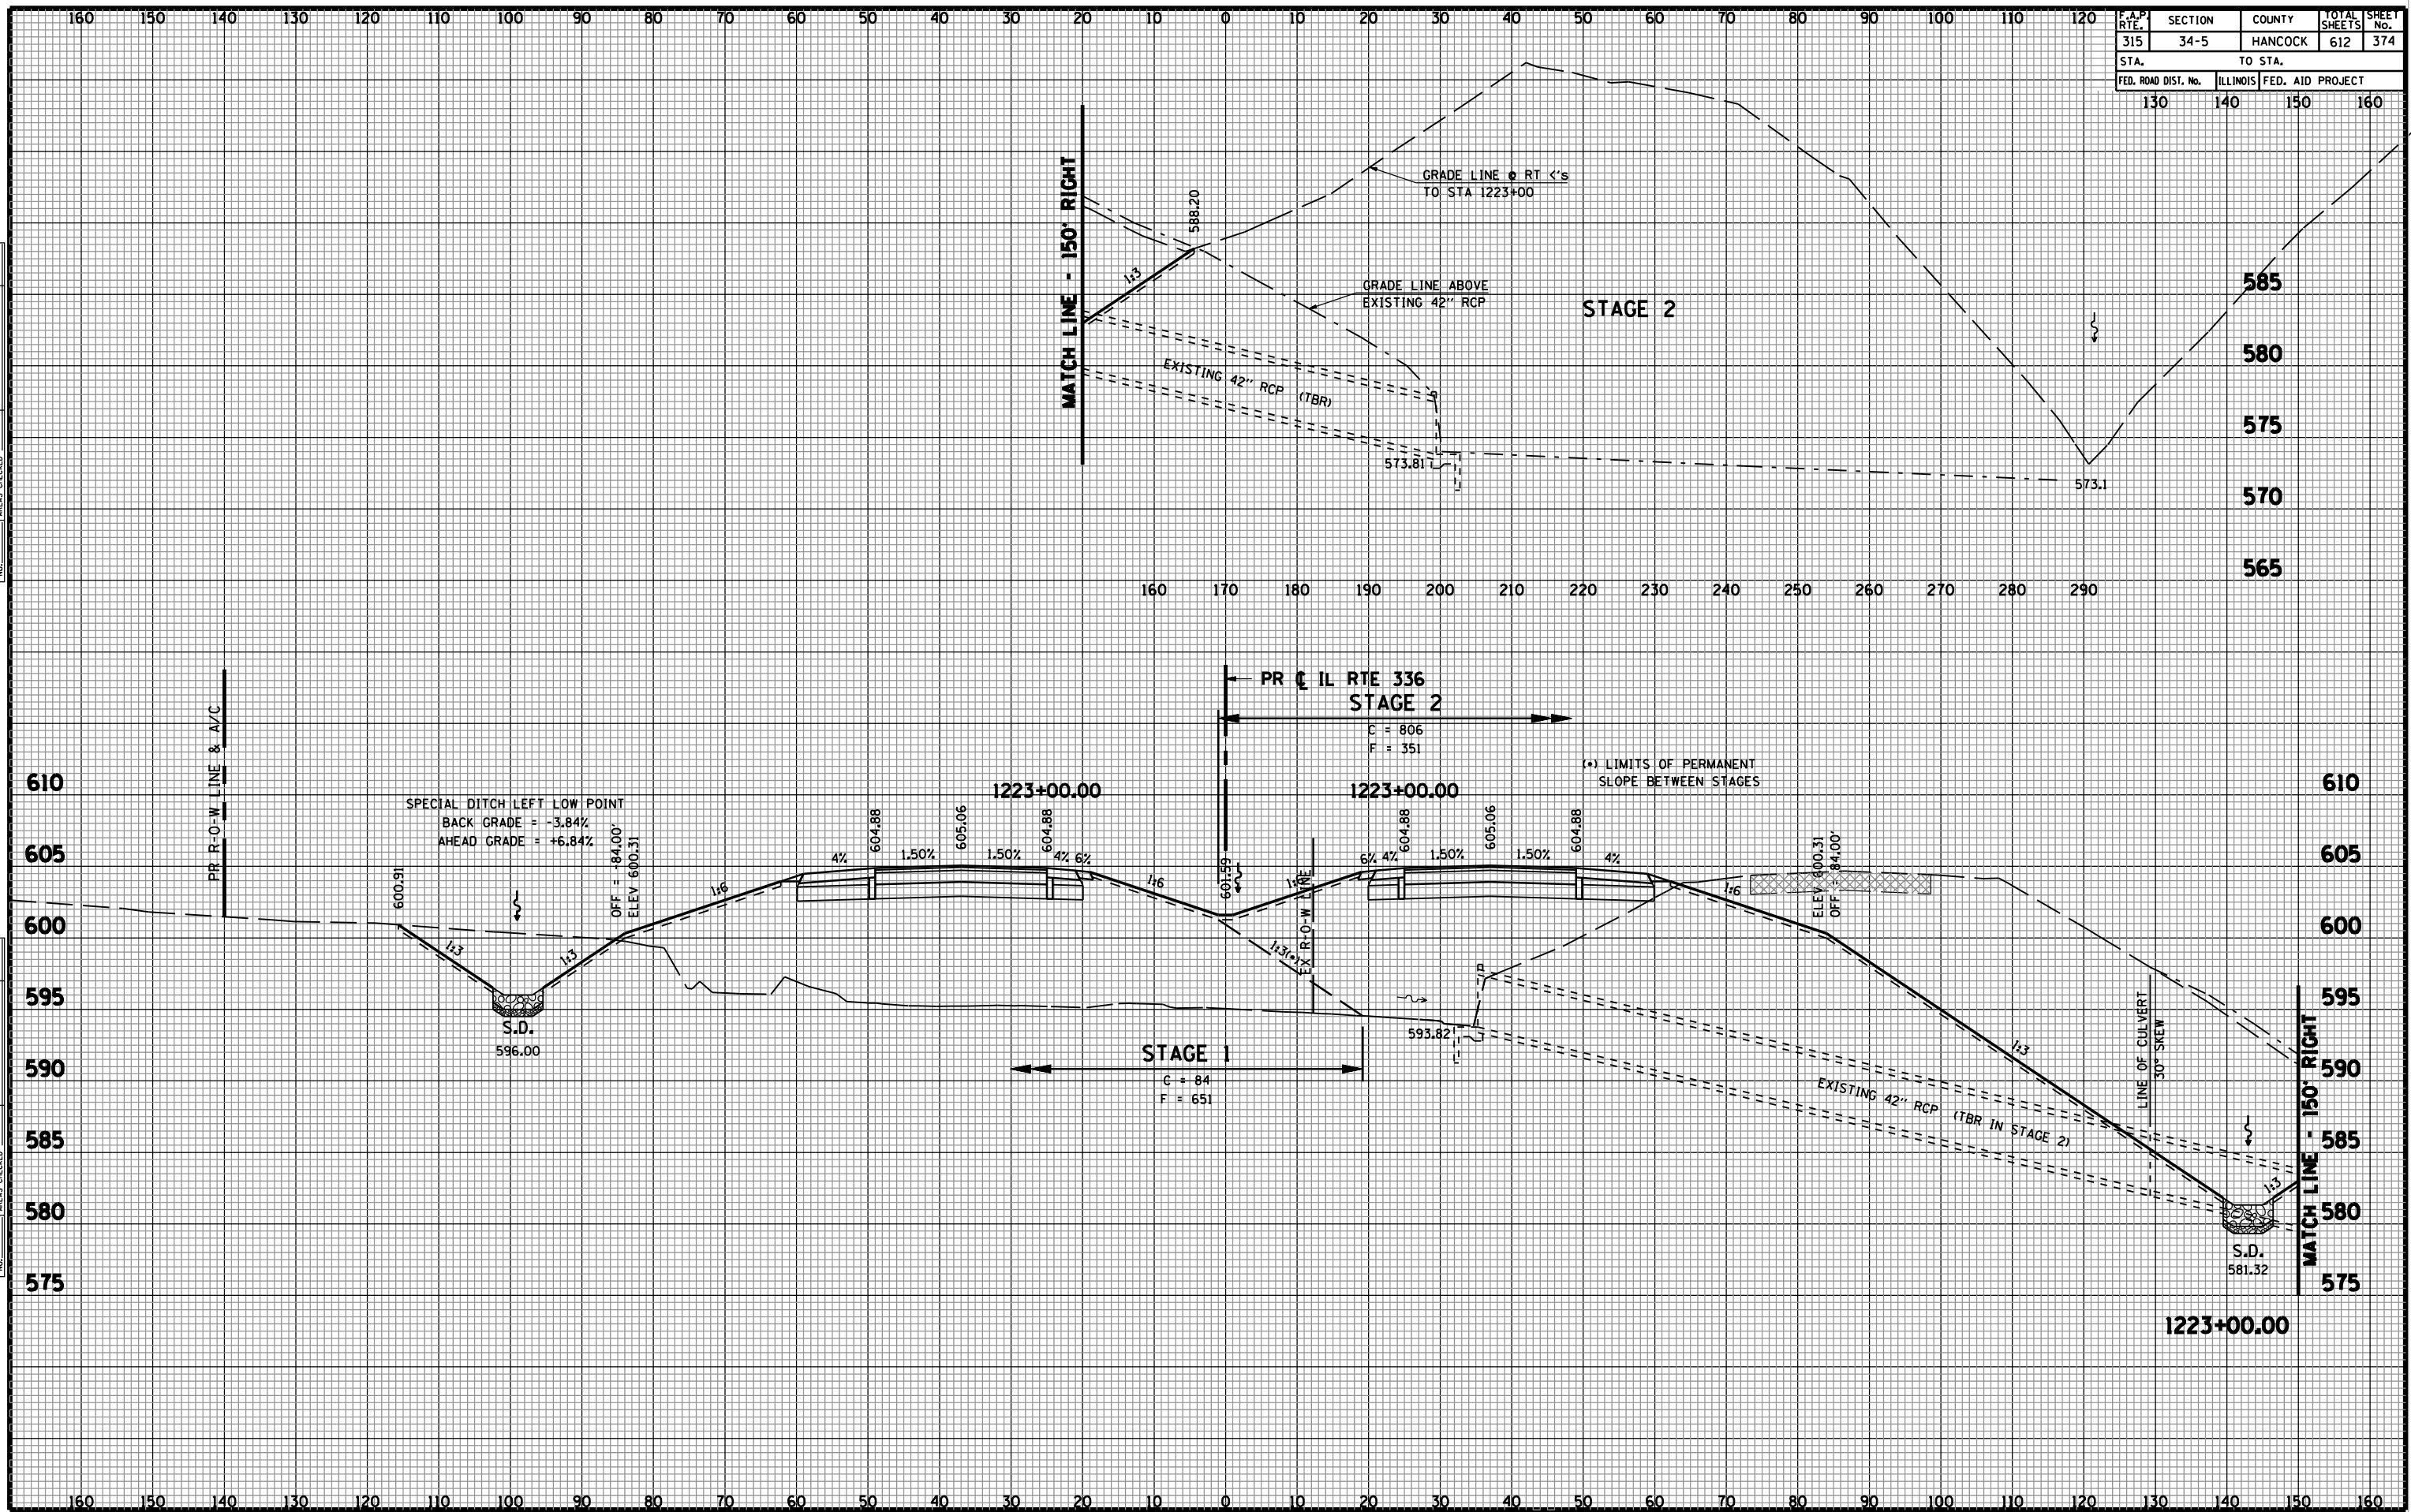 160 150 140 130 120 110 100 90 80 70 60 50 40 30 20 10 0 10 20 30 40 50 60 70 80 90 100 110 120
F.A.P. RTE. SECTION COUNTY TOTAL SHEETS SHEET No.
315 34-5 HANCOCK 612 374
STA. TO STA.
FED. ROAD DIST. No. ILLINOIS FED. AID PROJECT
130 140 150 160
MATCH LINE - 150' RIGHT
588.20
1:3
GRADE LINE @ RT <'s
TO STA 1223+00
GRADE LINE ABOVE
EXISTING 42" RCP
STAGE 2
EXISTING 42" RCP (TBR)
573.81
573.1
585
580
575
570
565
160 170 180 190 200 210 220 230 240 250 260 270 280 290
PR R-O-W LINE & A/C
PR ℄ IL RTE 336
STAGE 2
C = 806
F = 351
(•) LIMITS OF PERMANENT
SLOPE BETWEEN STAGES
1223+00.00
1223+00.00
SPECIAL DITCH LEFT LOW POINT
BACK GRADE = -3.84%
AHEAD GRADE = +6.84%
600.91
1:3
1:3
S.D.
596.00
OFF = -84.00'
ELEV 600.31
1:6
4%
604.88
1.50%
605.06
1.50%
604.88
4% 6%
1:6
601.59
1:6
EX R-O-W LINE
1:3(•)
6% 4%
604.88
1.50%
605.06
1.50%
604.88
4%
1:6
ELEV 600.31
OFF = 84.00'
593.82
STAGE 1
C = 84
F = 651
EXISTING 42" RCP (TBR IN STAGE 2)
1:3
LINE OF CULVERT
30° SKEW
1:3
S.D.
581.32
MATCH LINE - 150' RIGHT
610
605
600
595
590
585
580
575
610
605
600
595
590
585
580
575
1223+00.00
160 150 140 130 120 110 100 90 80 70 60 50 40 30 20 10 0 10 20 30 40 50 60 70 80 90 100 110 120 130 140 150 160